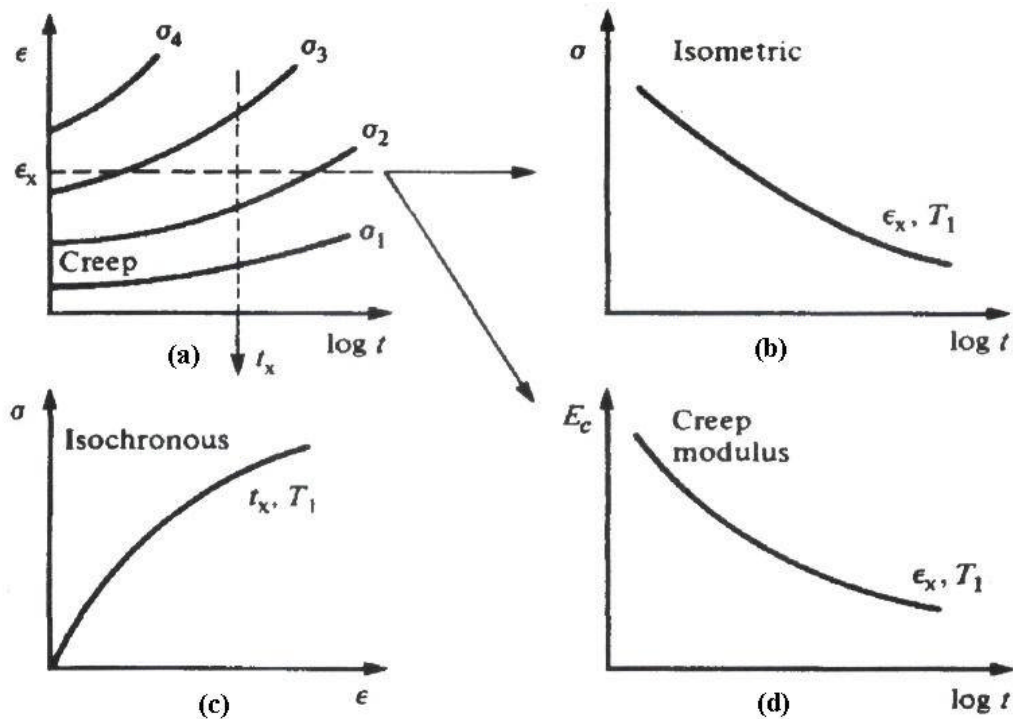 ϵ
σ₄
σ₃
σ₂
ϵₓ
σ₁
Creep
log t
(a)
tₓ
σ
Isometric
ϵₓ, T₁
(b)
log t
σ
Isochronous
tₓ, T₁
(c)
ϵ
E_c
Creep
modulus
ϵₓ, T₁
(d)
log t